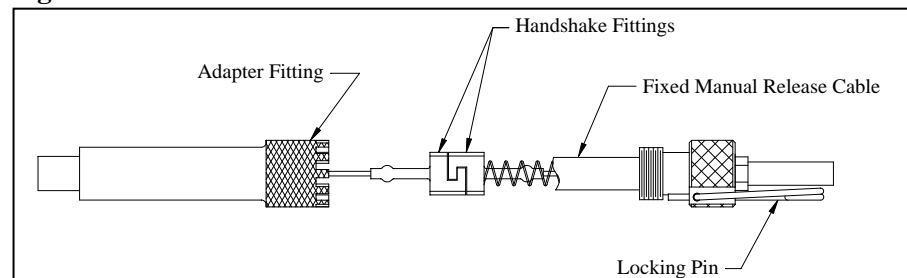 Handshake Fittings
Adapter Fitting
Fixed Manual Release Cable
Locking Pin